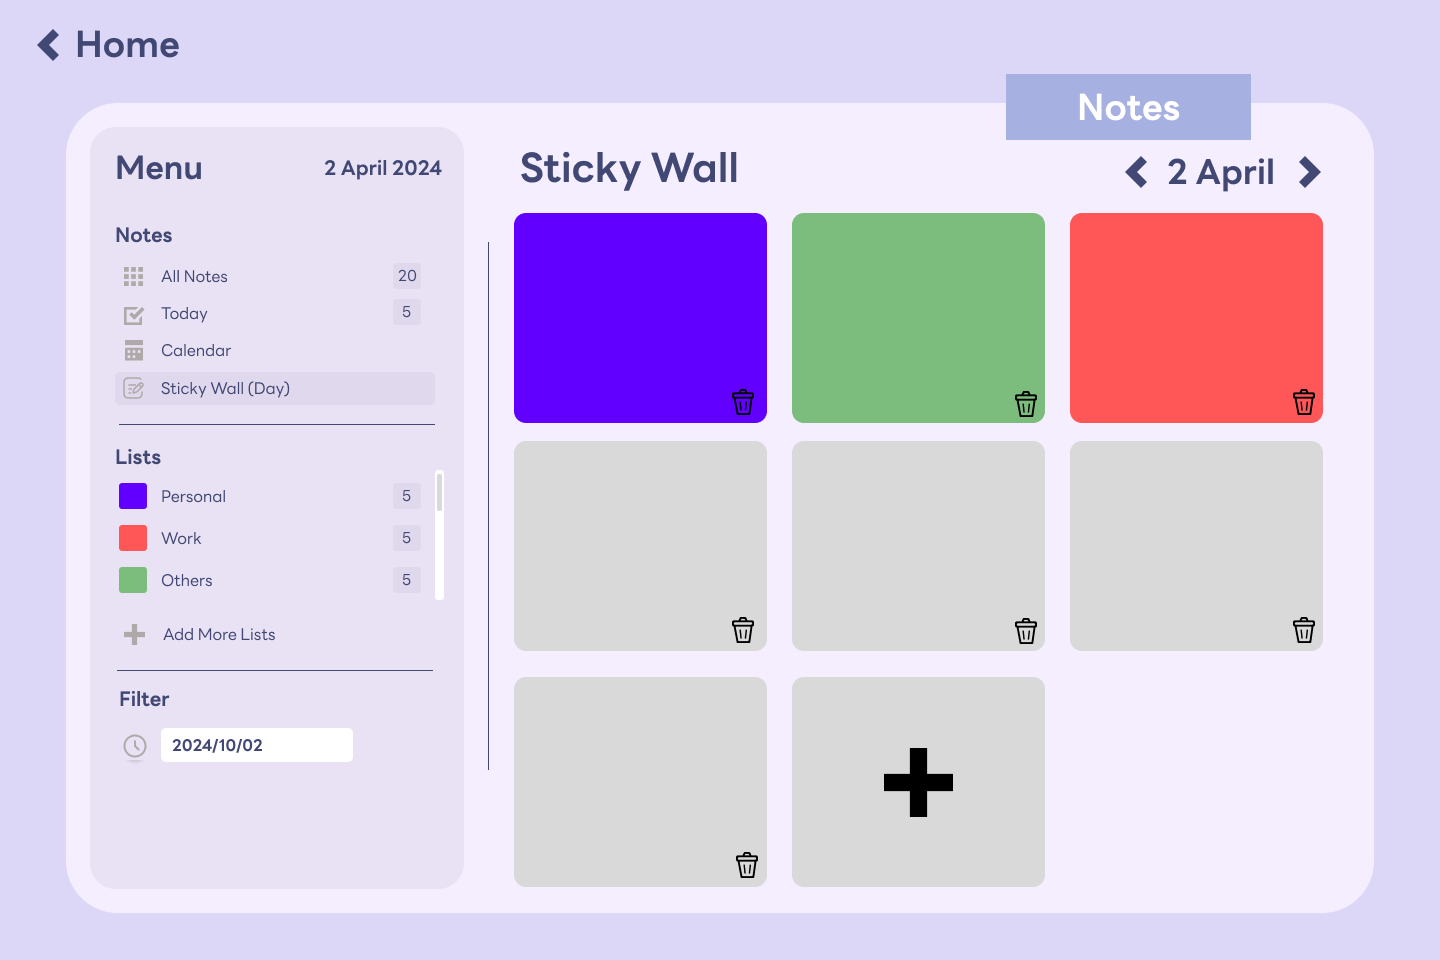 Home
Notes
Menu
2 April 2024
Notes
All Notes 20
Today 5
Calendar
Sticky Wall (Day)
Lists
Personal 5
Work 5
Others 5
Add More Lists
Filter
2024/10/02
Sticky Wall
2 April